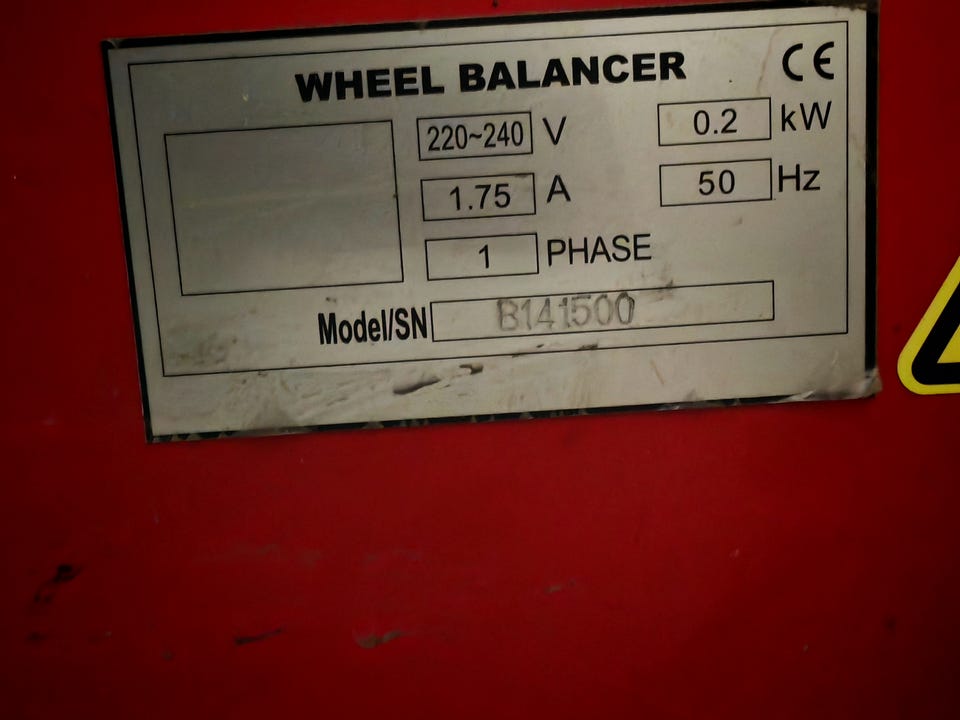 WHEEL BALANCER CE
220~240 V 0.2 kW
1.75 A 50 Hz
1 PHASE
Model/SN B141500